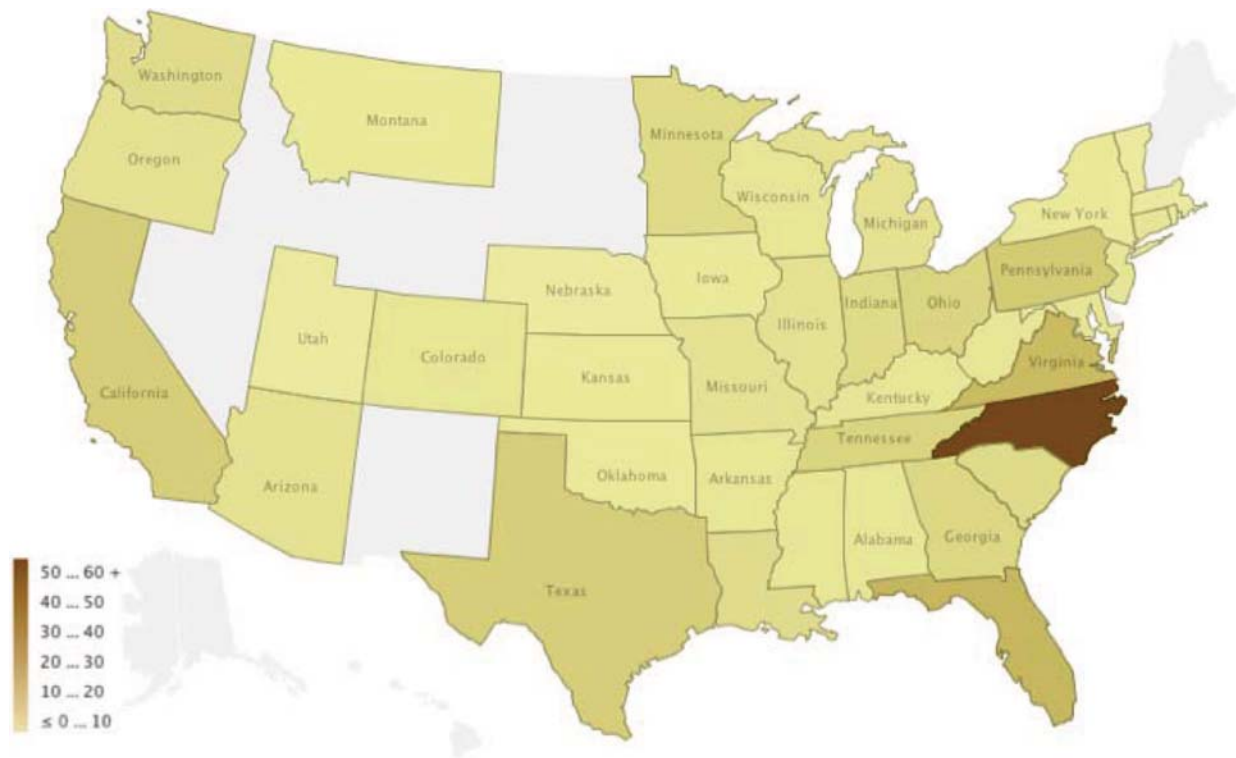 Washington
Montana
Minnesota
Oregon
Wisconsin
Michigan
New York
Pennsylvania
Iowa
Nebraska
Indiana
Ohio
Illinois
Utah
Colorado
Virginia
Kansas
Missouri
California
Kentucky
Tennessee
Oklahoma
Arkansas
Arizona
Alabama
Georgia
Texas
50 ... 60 +
40 ... 50
30 ... 40
20 ... 30
10 ... 20
≤ 0 ... 10